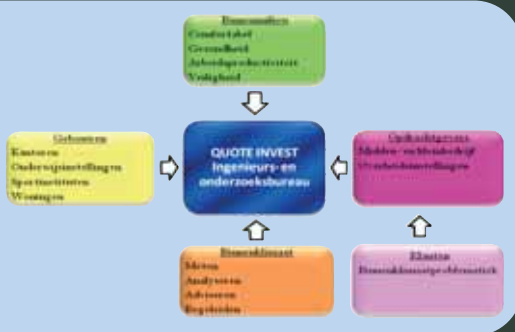 Binnenmilieu
Comfortabel
Gezondheid
Arbeidsproductiviteit
Veiligheid
Gebouwen
Kantoren
Onderwijsinstellingen
Sportinstituten
Woningen
QUOTE INVEST
Ingenieurs- en
onderzoeksbureau
Opdrachtgevers
Midden- en Kleinbedrijf
Overheidsinstellingen
Binnenklimaat
Meten
Analyseren
Adviseren
Begeleiden
Klanten
Binnenklimaatproblematiek